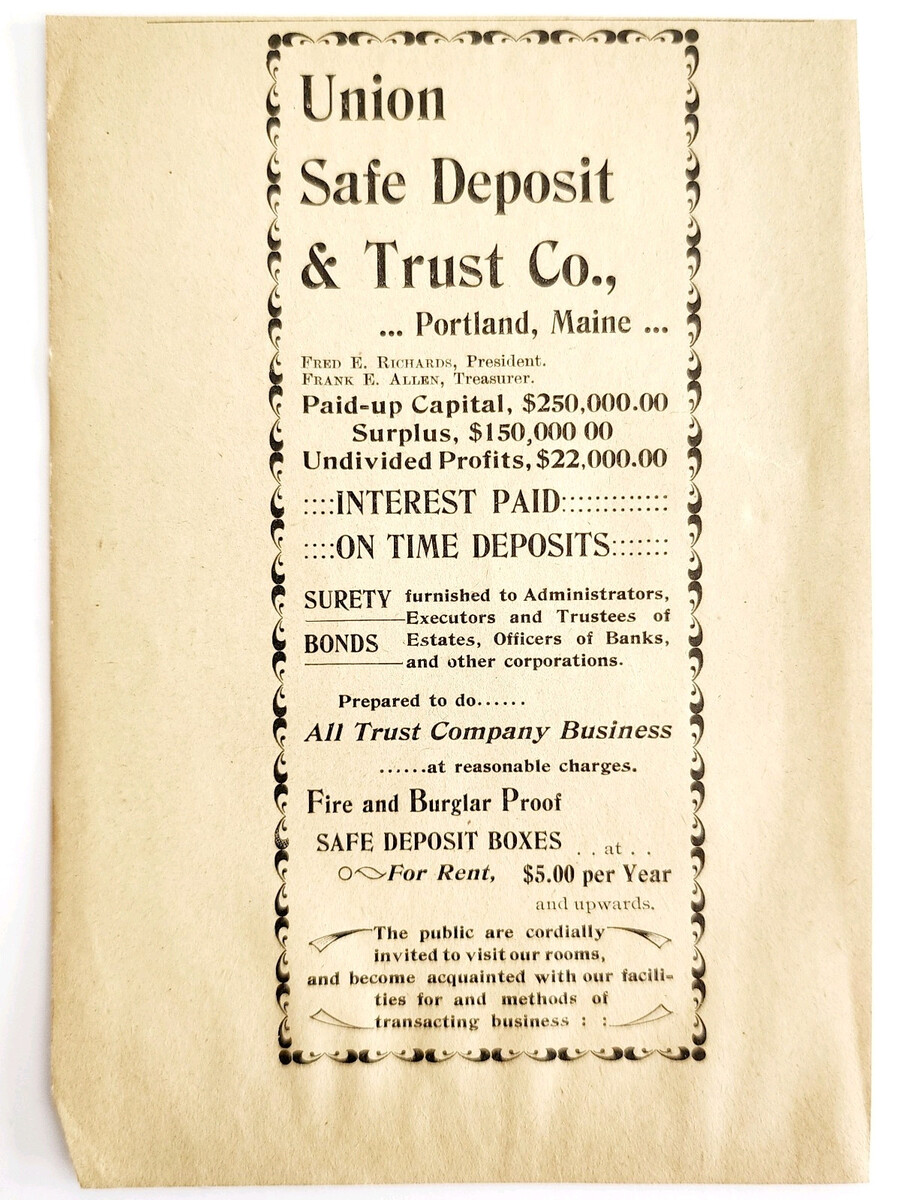 Union
Safe Deposit
& Trust Co.,
... Portland, Maine ...
FRED E. RICHARDS, President.
FRANK E. ALLEN, Treasurer.
Paid-up Capital, $250,000.00
Surplus, $150,000 00
Undivided Profits, $22,000.00
::::INTEREST PAID:::::::::::::
::::ON TIME DEPOSITS:::::::
SURETY furnished to Administrators,
Executors and Trustees of
BONDS Estates, Officers of Banks,
and other corporations.
Prepared to do......
All Trust Company Business
......at reasonable charges.
Fire and Burglar Proof
SAFE DEPOSIT BOXES . . at . .
For Rent, $5.00 per Year
and upwards.
The public are cordially
invited to visit our rooms,
and become acquainted with our facili-
ties for and methods of
transacting business : :